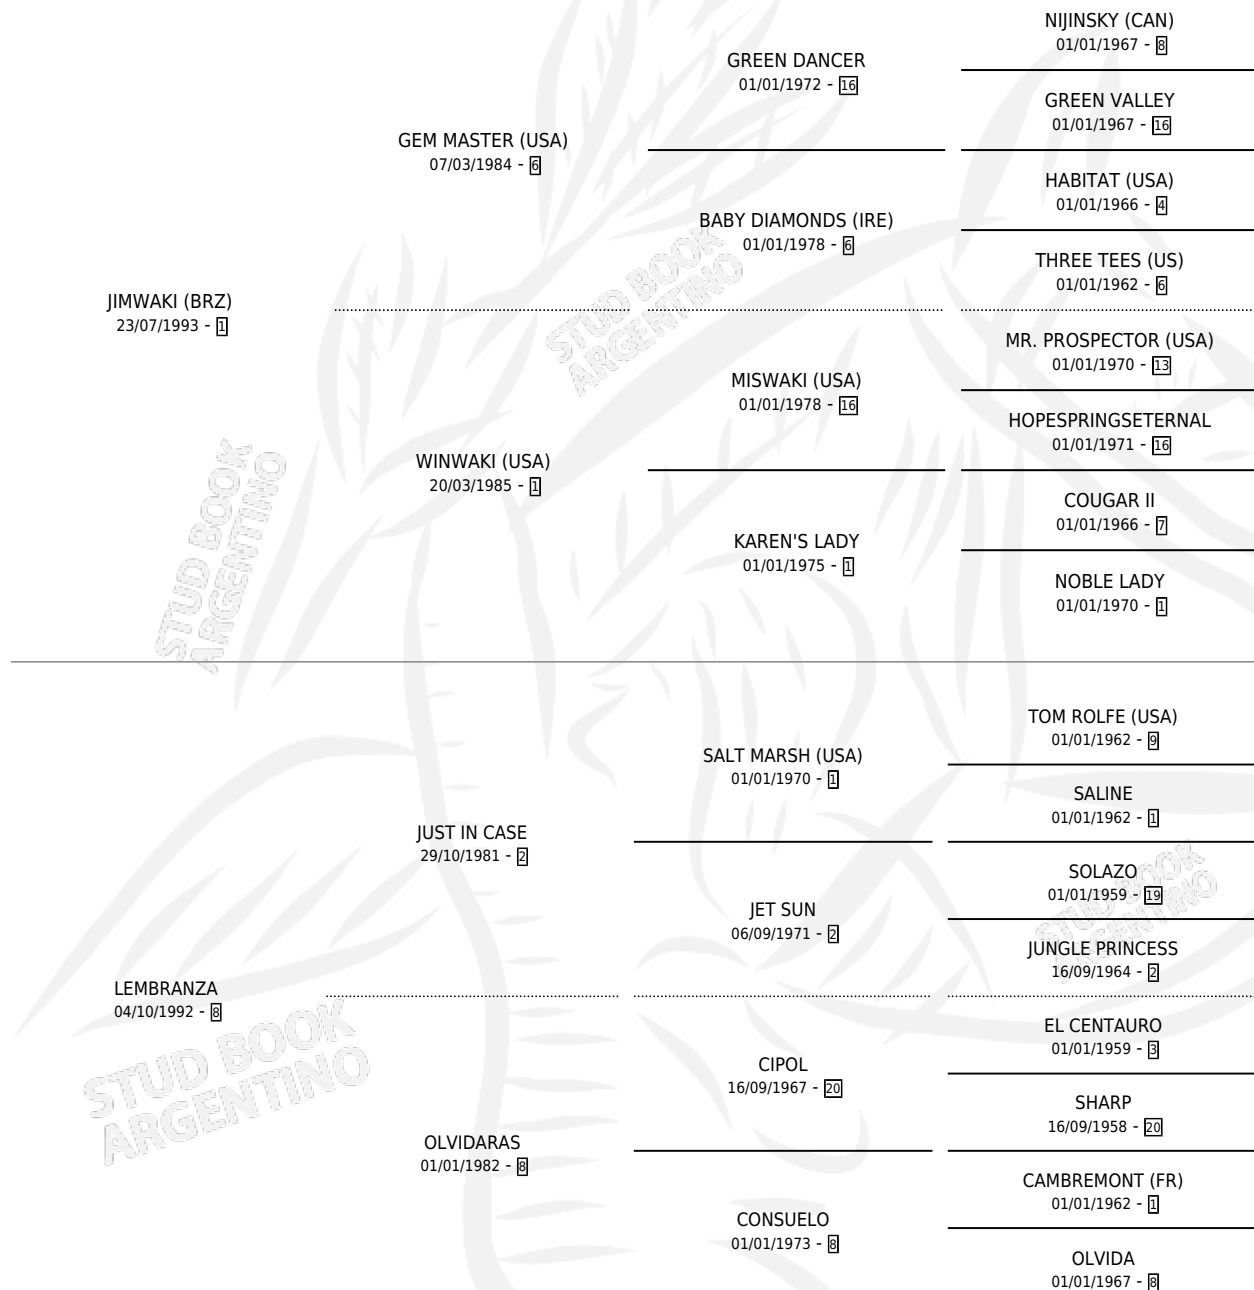 NIJINSKY (CAN)
01/01/1967 - 8
GREEN DANCER
01/01/1972 - 16
GREEN VALLEY
01/01/1967 - 16
GEM MASTER (USA)
07/03/1984 - 6
HABITAT (USA)
01/01/1966 - 4
BABY DIAMONDS (IRE)
01/01/1978 - 6
THREE TEES (US)
01/01/1962 - 6
JIMWAKI (BRZ)
23/07/1993 - 1
STUD BOOK
ARGENTINO
MR. PROSPECTOR (USA)
01/01/1970 - 13
MISWAKI (USA)
01/01/1978 - 16
HOPESPRINGSETERNAL
01/01/1971 - 16
WINWAKI (USA)
20/03/1985 - 1
COUGAR II
01/01/1966 - 7
KAREN'S LADY
01/01/1975 - 1
NOBLE LADY
01/01/1970 - 1
STUD BOOK
ARGENTINO
TOM ROLFE (USA)
01/01/1962 - 9
SALT MARSH (USA)
01/01/1970 - 1
SALINE
01/01/1962 - 1
JUST IN CASE
29/10/1981 - 2
SOLAZO
01/01/1959 - 19
STUD BOOK
ARGENTINO
JET SUN
06/09/1971 - 2
JUNGLE PRINCESS
16/09/1964 - 2
LEMBRANZA
04/10/1992 - 8
STUD BOOK
ARGENTINO
EL CENTAURO
01/01/1959 - 3
CIPOL
16/09/1967 - 20
SHARP
16/09/1958 - 20
OLVIDARAS
01/01/1982 - 8
CAMBREMONT (FR)
01/01/1962 - 1
CONSUELO
01/01/1973 - 8
OLVIDA
01/01/1967 - 8